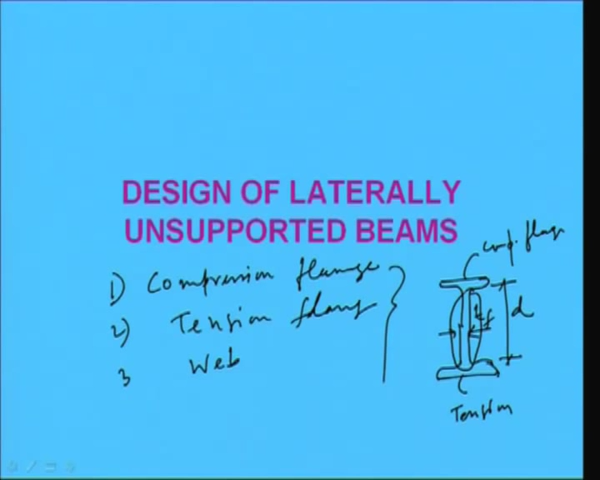 DESIGN OF LATERALLY
UNSUPPORTED BEAMS
comp. flange
1) Compression flange
2) Tension flange
3 Web
d
Tension